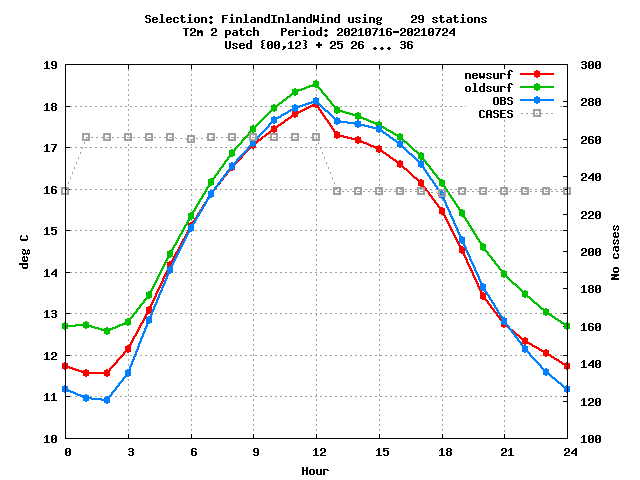 Selection: FinlandInlandWind using    29 stations
T2m 2 patch   Period: 20210716-20210724
Used {00,12} + 25 26 ... 36
newsurf
oldsurf
OBS
CASES
deg C
19
18
17
16
15
14
13
12
11
10
300
280
260
240
220
200
180
160
140
120
100
No cases
0 3 6 9 12 15 18 21 24
Hour